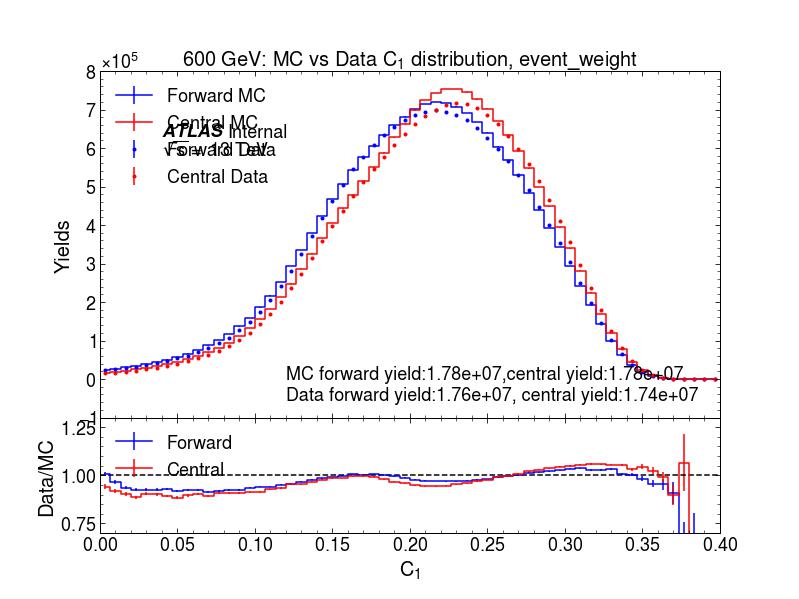 ×10⁵
600 GeV: MC vs Data C₁ distribution, event_weight
8
7
6
5
4
3
2
1
0
−1
Yields
Forward MC
Central MC
ATLAS Internal
√s = 13 TeV
Forward Data
Central Data
MC forward yield:1.78e+07,central yield:1.78e+07
Data forward yield:1.76e+07, central yield:1.74e+07
1.25
1.00
0.75
Data/MC
Forward
Central
0.00 0.05 0.10 0.15 0.20 0.25 0.30 0.35 0.40
C₁